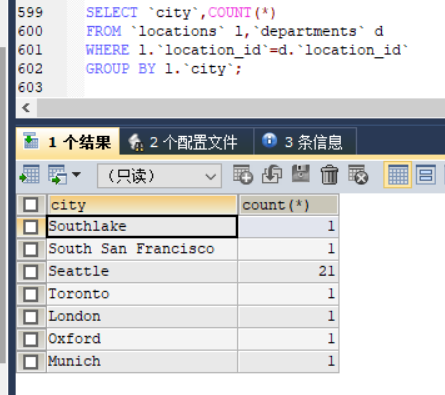 599 SELECT `city`,COUNT(*)
600 FROM `locations` l,`departments` d
601 WHERE l.`location_id`=d.`location_id`
602 GROUP BY l.`city`;
603
1 个结果 2 个配置文件 3 条信息
(只读)
city count(*)
Southlake 1
South San Francisco 1
Seattle 21
Toronto 1
London 1
Oxford 1
Munich 1